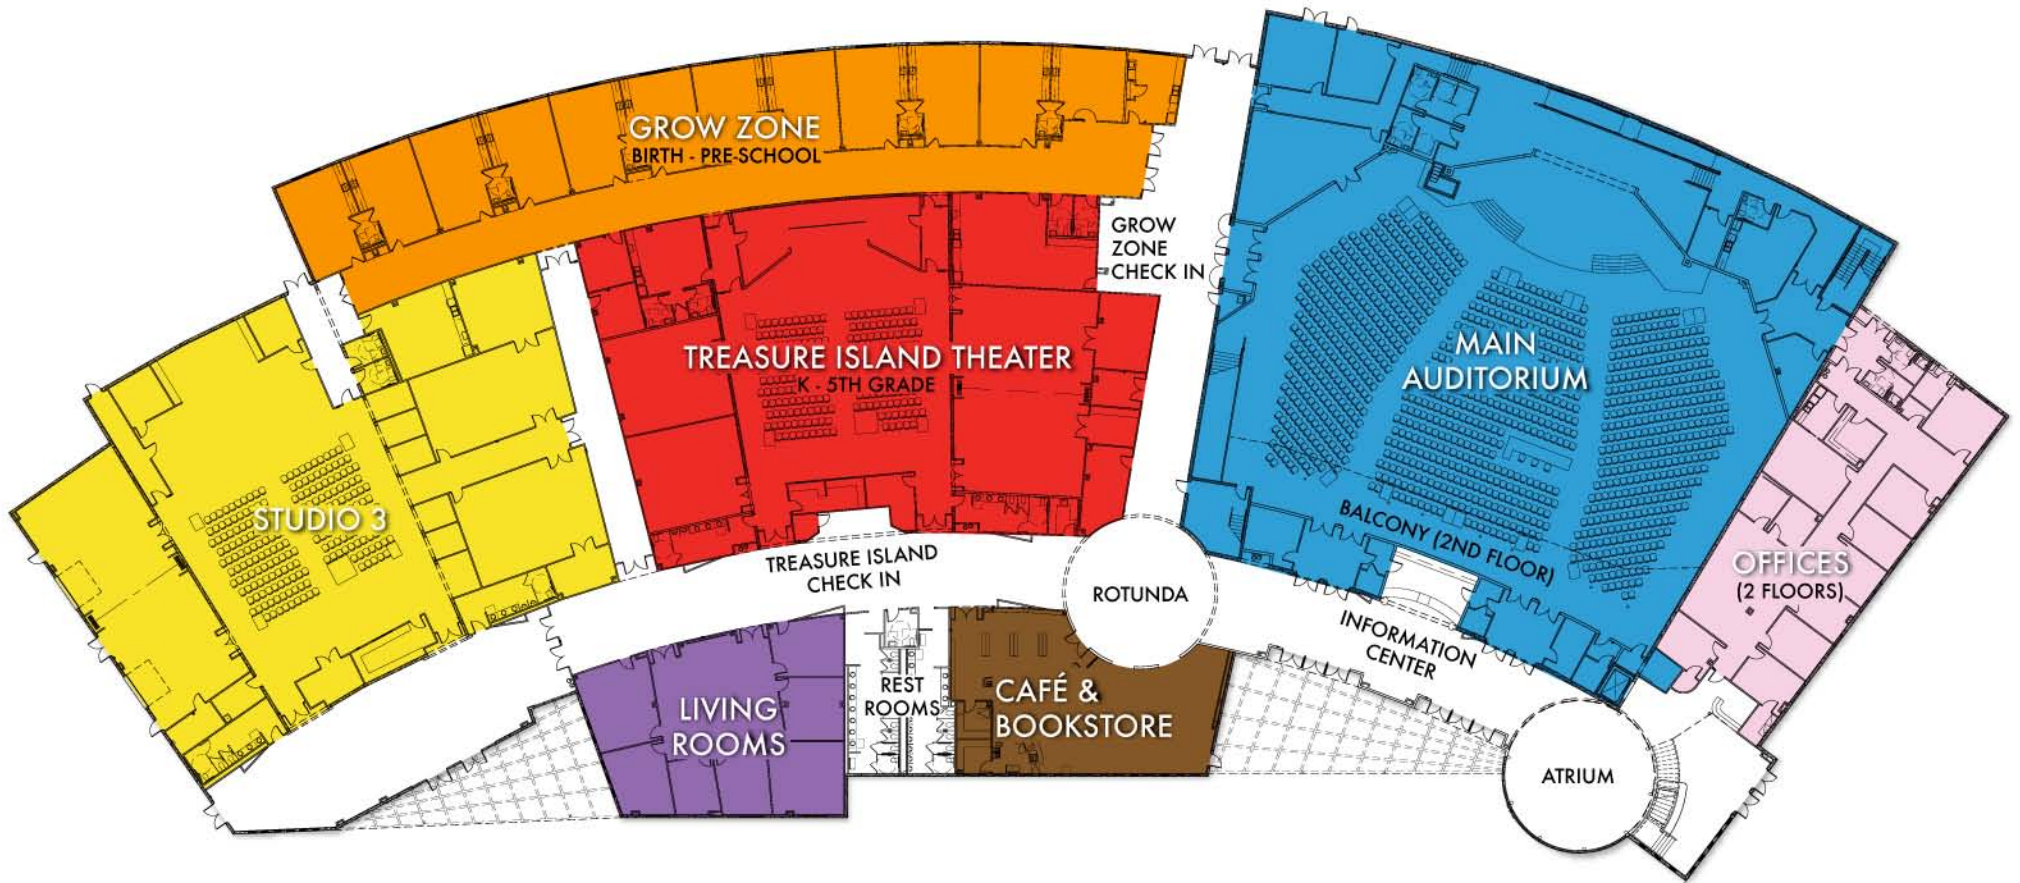 GROW ZONE
BIRTH - PRE-SCHOOL
GROW
ZONE
CHECK IN
TREASURE ISLAND THEATER
K - 5TH GRADE
MAIN
AUDITORIUM
STUDIO 3
BALCONY (2ND FLOOR)
OFFICES
(2 FLOORS)
TREASURE ISLAND
CHECK IN
ROTUNDA
INFORMATION
CENTER
LIVING
ROOMS
REST
ROOMS
CAFÉ &
BOOKSTORE
ATRIUM